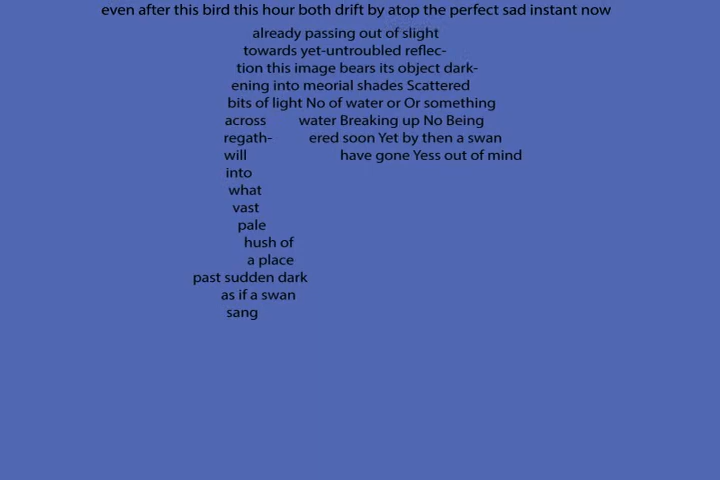 even after this bird this hour both drift by atop the perfect sad instant now
already passing out of slight
towards yet-untroubled reflec-
tion this image bears its object dark-
ening into meorial shades Scattered
bits of light No of water or Or something
across water Breaking up No Being
regath- ered soon Yet by then a swan
will have gone Yess out of mind
into
what
vast
pale
hush of
a place
past sudden dark
as if a swan
sang